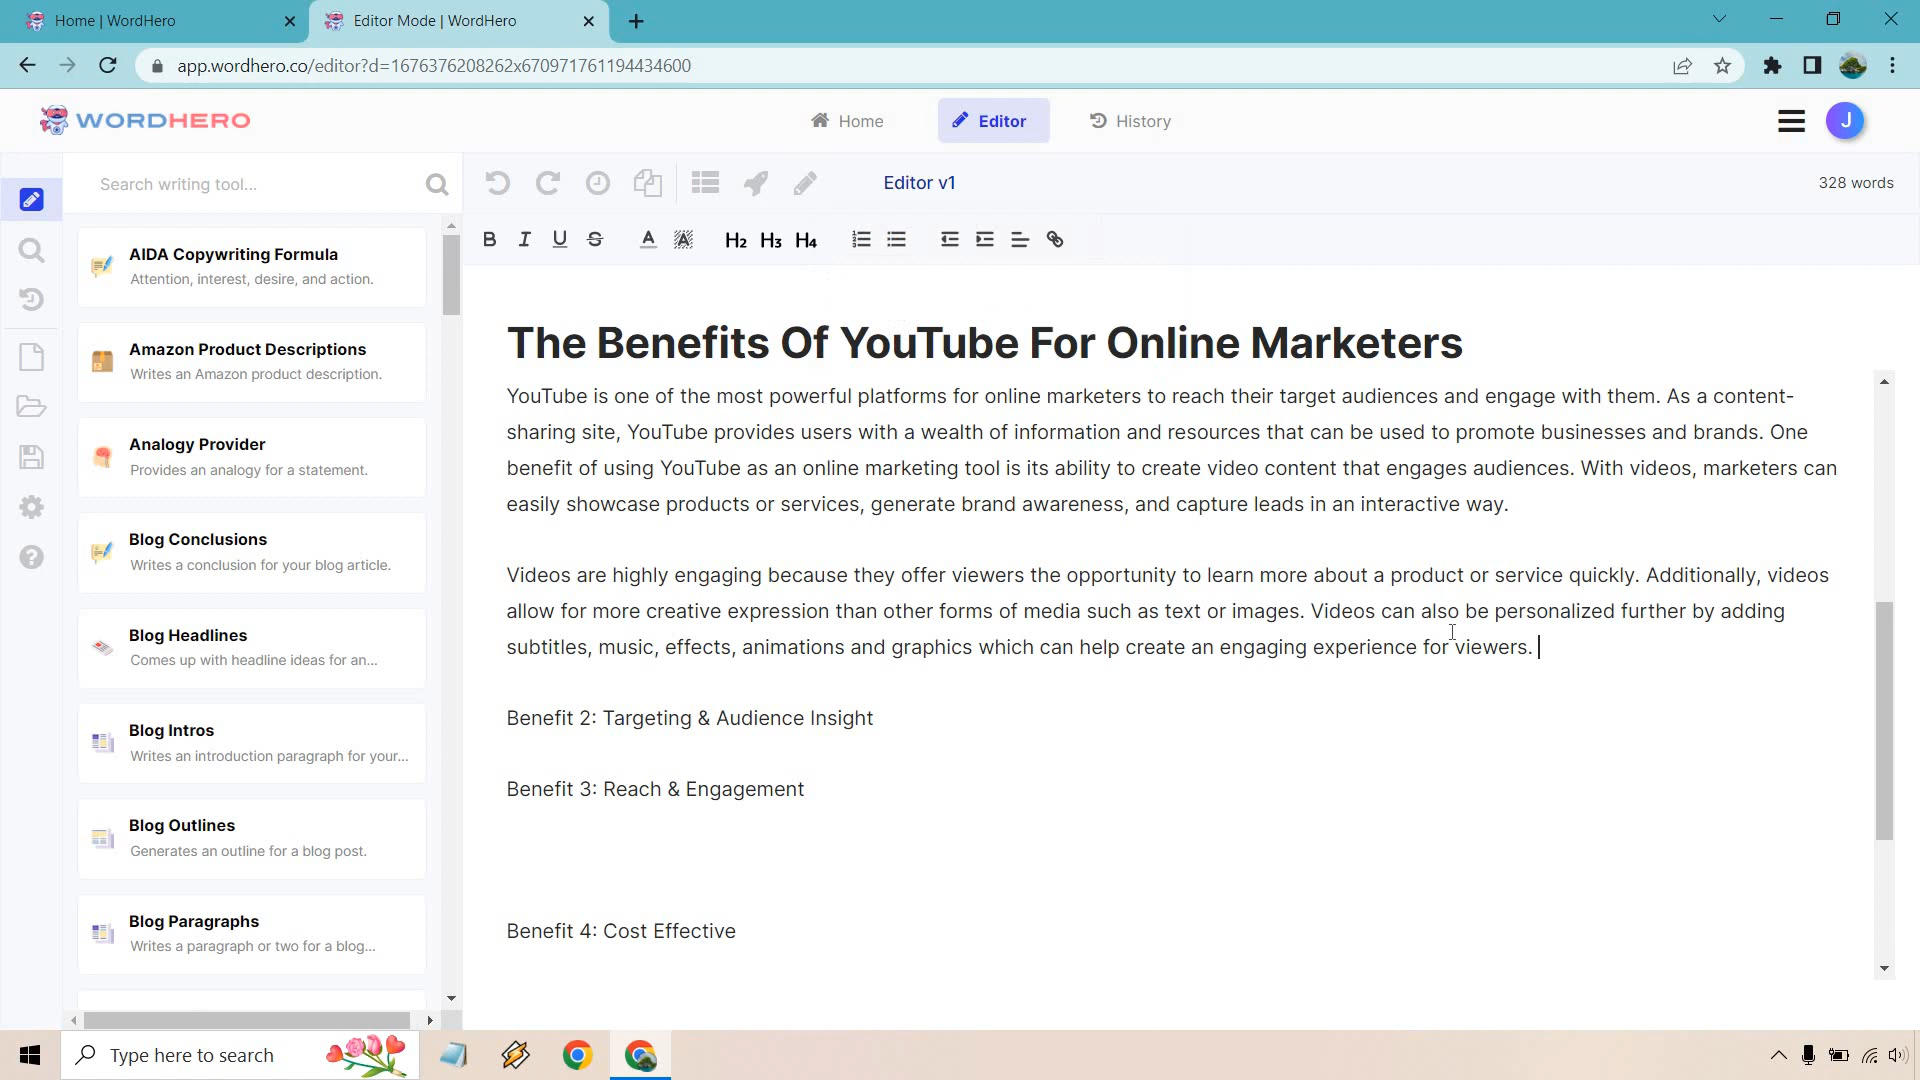 Home | WordHero
Editor Mode | WordHero
app.wordhero.co/editor?d=1676376208262x670971761194434600
WORDHERO
Home
Editor
History
J
Search writing tool...
Editor v1
328 words
B I U S A A H2 H3 H4
AIDA Copywriting Formula
Attention, interest, desire, and action.
Amazon Product Descriptions
Writes an Amazon product description.
Analogy Provider
Provides an analogy for a statement.
Blog Conclusions
Writes a conclusion for your blog article.
Blog Headlines
Comes up with headline ideas for an...
Blog Intros
Writes an introduction paragraph for your...
Blog Outlines
Generates an outline for a blog post.
Blog Paragraphs
Writes a paragraph or two for a blog...
The Benefits Of YouTube For Online Marketers
YouTube is one of the most powerful platforms for online marketers to reach their target audiences and engage with them. As a content-
sharing site, YouTube provides users with a wealth of information and resources that can be used to promote businesses and brands. One
benefit of using YouTube as an online marketing tool is its ability to create video content that engages audiences. With videos, marketers can
easily showcase products or services, generate brand awareness, and capture leads in an interactive way.
Videos are highly engaging because they offer viewers the opportunity to learn more about a product or service quickly. Additionally, videos
allow for more creative expression than other forms of media such as text or images. Videos can also be personalized further by adding
subtitles, music, effects, animations and graphics which can help create an engaging experience for viewers.
Benefit 2: Targeting & Audience Insight
Benefit 3: Reach & Engagement
Benefit 4: Cost Effective
Type here to search